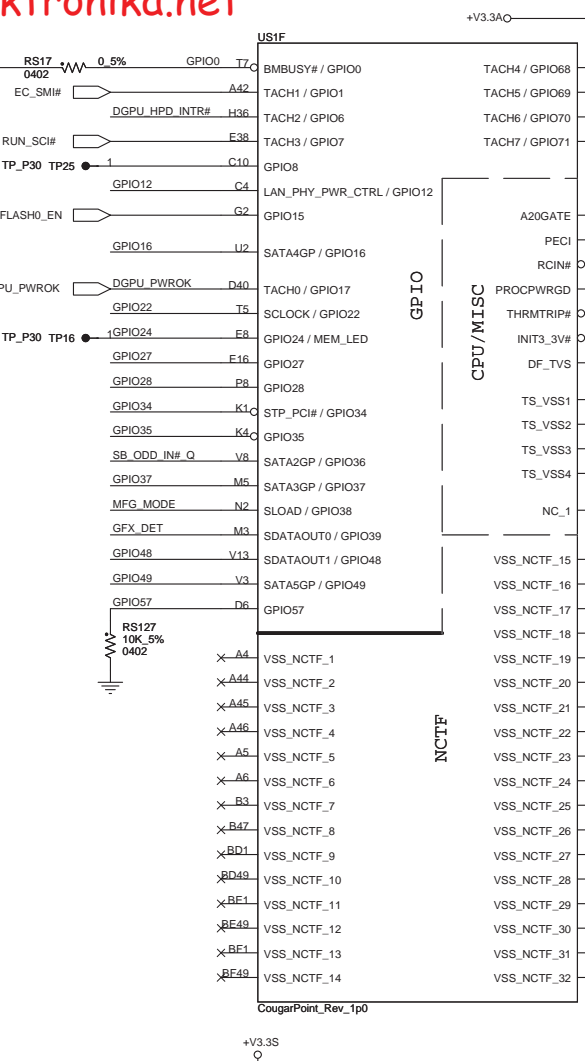 ktronika.net
+V3.3A
US1F
RS17 0_5% GPIO0 T7 BMBUSY# / GPIO0 TACH4 / GPIO68
0402
EC_SMI# A42 TACH1 / GPIO1 TACH5 / GPIO69
DGPU_HPD_INTR# H36 TACH2 / GPIO6 TACH6 / GPIO70
RUN_SCI# E38 TACH3 / GPIO7 TACH7 / GPIO71
TP_P30 TP25 1 C10 GPIO8
GPIO12 C4 LAN_PHY_PWR_CTRL / GPIO12
FLASH0_EN G2 GPIO15 A20GATE
PECI
GPIO16 U2 SATA4GP / GPIO16
RCIN#
PU_PWROK DGPU_PWROK D40 TACH0 / GPIO17 GPIO CPU/MISC PROCPWRGD
GPIO22 T5 SCLOCK / GPIO22 THRMTRIP#
TP_P30 TP16 1 GPIO24 E8 GPIO24 / MEM_LED INIT3_3V#
GPIO27 E16 GPIO27 DF_TVS
GPIO28 P8 GPIO28
TS_VSS1
GPIO34 K1 STP_PCI# / GPIO34
TS_VSS2
GPIO35 K4 GPIO35
TS_VSS3
SB_ODD_IN#_Q V8 SATA2GP / GPIO36
TS_VSS4
GPIO37 M5 SATA3GP / GPIO37
MFG_MODE N2 SLOAD / GPIO38 NC_1
GFX_DET M3 SDATAOUT0 / GPIO39
GPIO48 V13 SDATAOUT1 / GPIO48 VSS_NCTF_15
GPIO49 V3 SATA5GP / GPIO49 VSS_NCTF_16
GPIO57 D6 GPIO57 VSS_NCTF_17
RS127 VSS_NCTF_18
10K_5%
0402
A4 VSS_NCTF_1 VSS_NCTF_19
A44 VSS_NCTF_2 VSS_NCTF_20
A45 VSS_NCTF_3 VSS_NCTF_21
A46 VSS_NCTF_4 NCTF VSS_NCTF_22
A5 VSS_NCTF_5 VSS_NCTF_23
A6 VSS_NCTF_6 VSS_NCTF_24
B3 VSS_NCTF_7 VSS_NCTF_25
B47 VSS_NCTF_8 VSS_NCTF_26
BD1 VSS_NCTF_9 VSS_NCTF_27
BD49 VSS_NCTF_10 VSS_NCTF_28
BE1 VSS_NCTF_11 VSS_NCTF_29
BE49 VSS_NCTF_12 VSS_NCTF_30
BF1 VSS_NCTF_13 VSS_NCTF_31
BF49 VSS_NCTF_14 VSS_NCTF_32
CougarPoint_Rev_1p0
+V3.3S